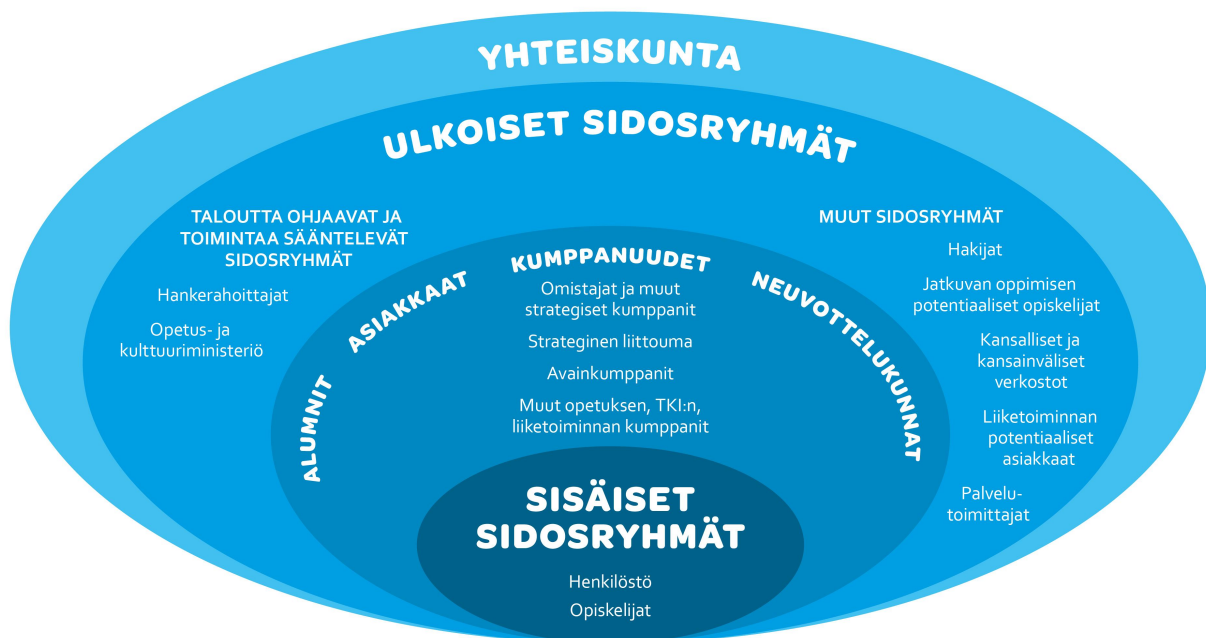 YHTEISKUNTA
ULKOISET SIDOSRYHMÄT
TALOUTTA OHJAAVAT JA
TOIMINTAA SÄÄNTELEVÄT
SIDOSRYHMÄT
Hankerahoittajat
Opetus- ja
kulttuuriministeriö
ALUMNIT
ASIAKKAAT
KUMPPANUUDET
Omistajat ja muut
strategiset kumppanit
Strateginen liittouma
Avainkumppanit
Muut opetuksen, TKI:n,
liiketoiminnan kumppanit
NEUVOTTELUKUNNAT
MUUT SIDOSRYHMÄT
Hakijat
Jatkuvan oppimisen
potentiaaliset opiskelijat
Kansalliset ja
kansainväliset
verkostot
Liiketoiminnan
potentiaaliset
asiakkaat
Palvelu-
toimittajat
SISÄISET
SIDOSRYHMÄT
Henkilöstö
Opiskelijat